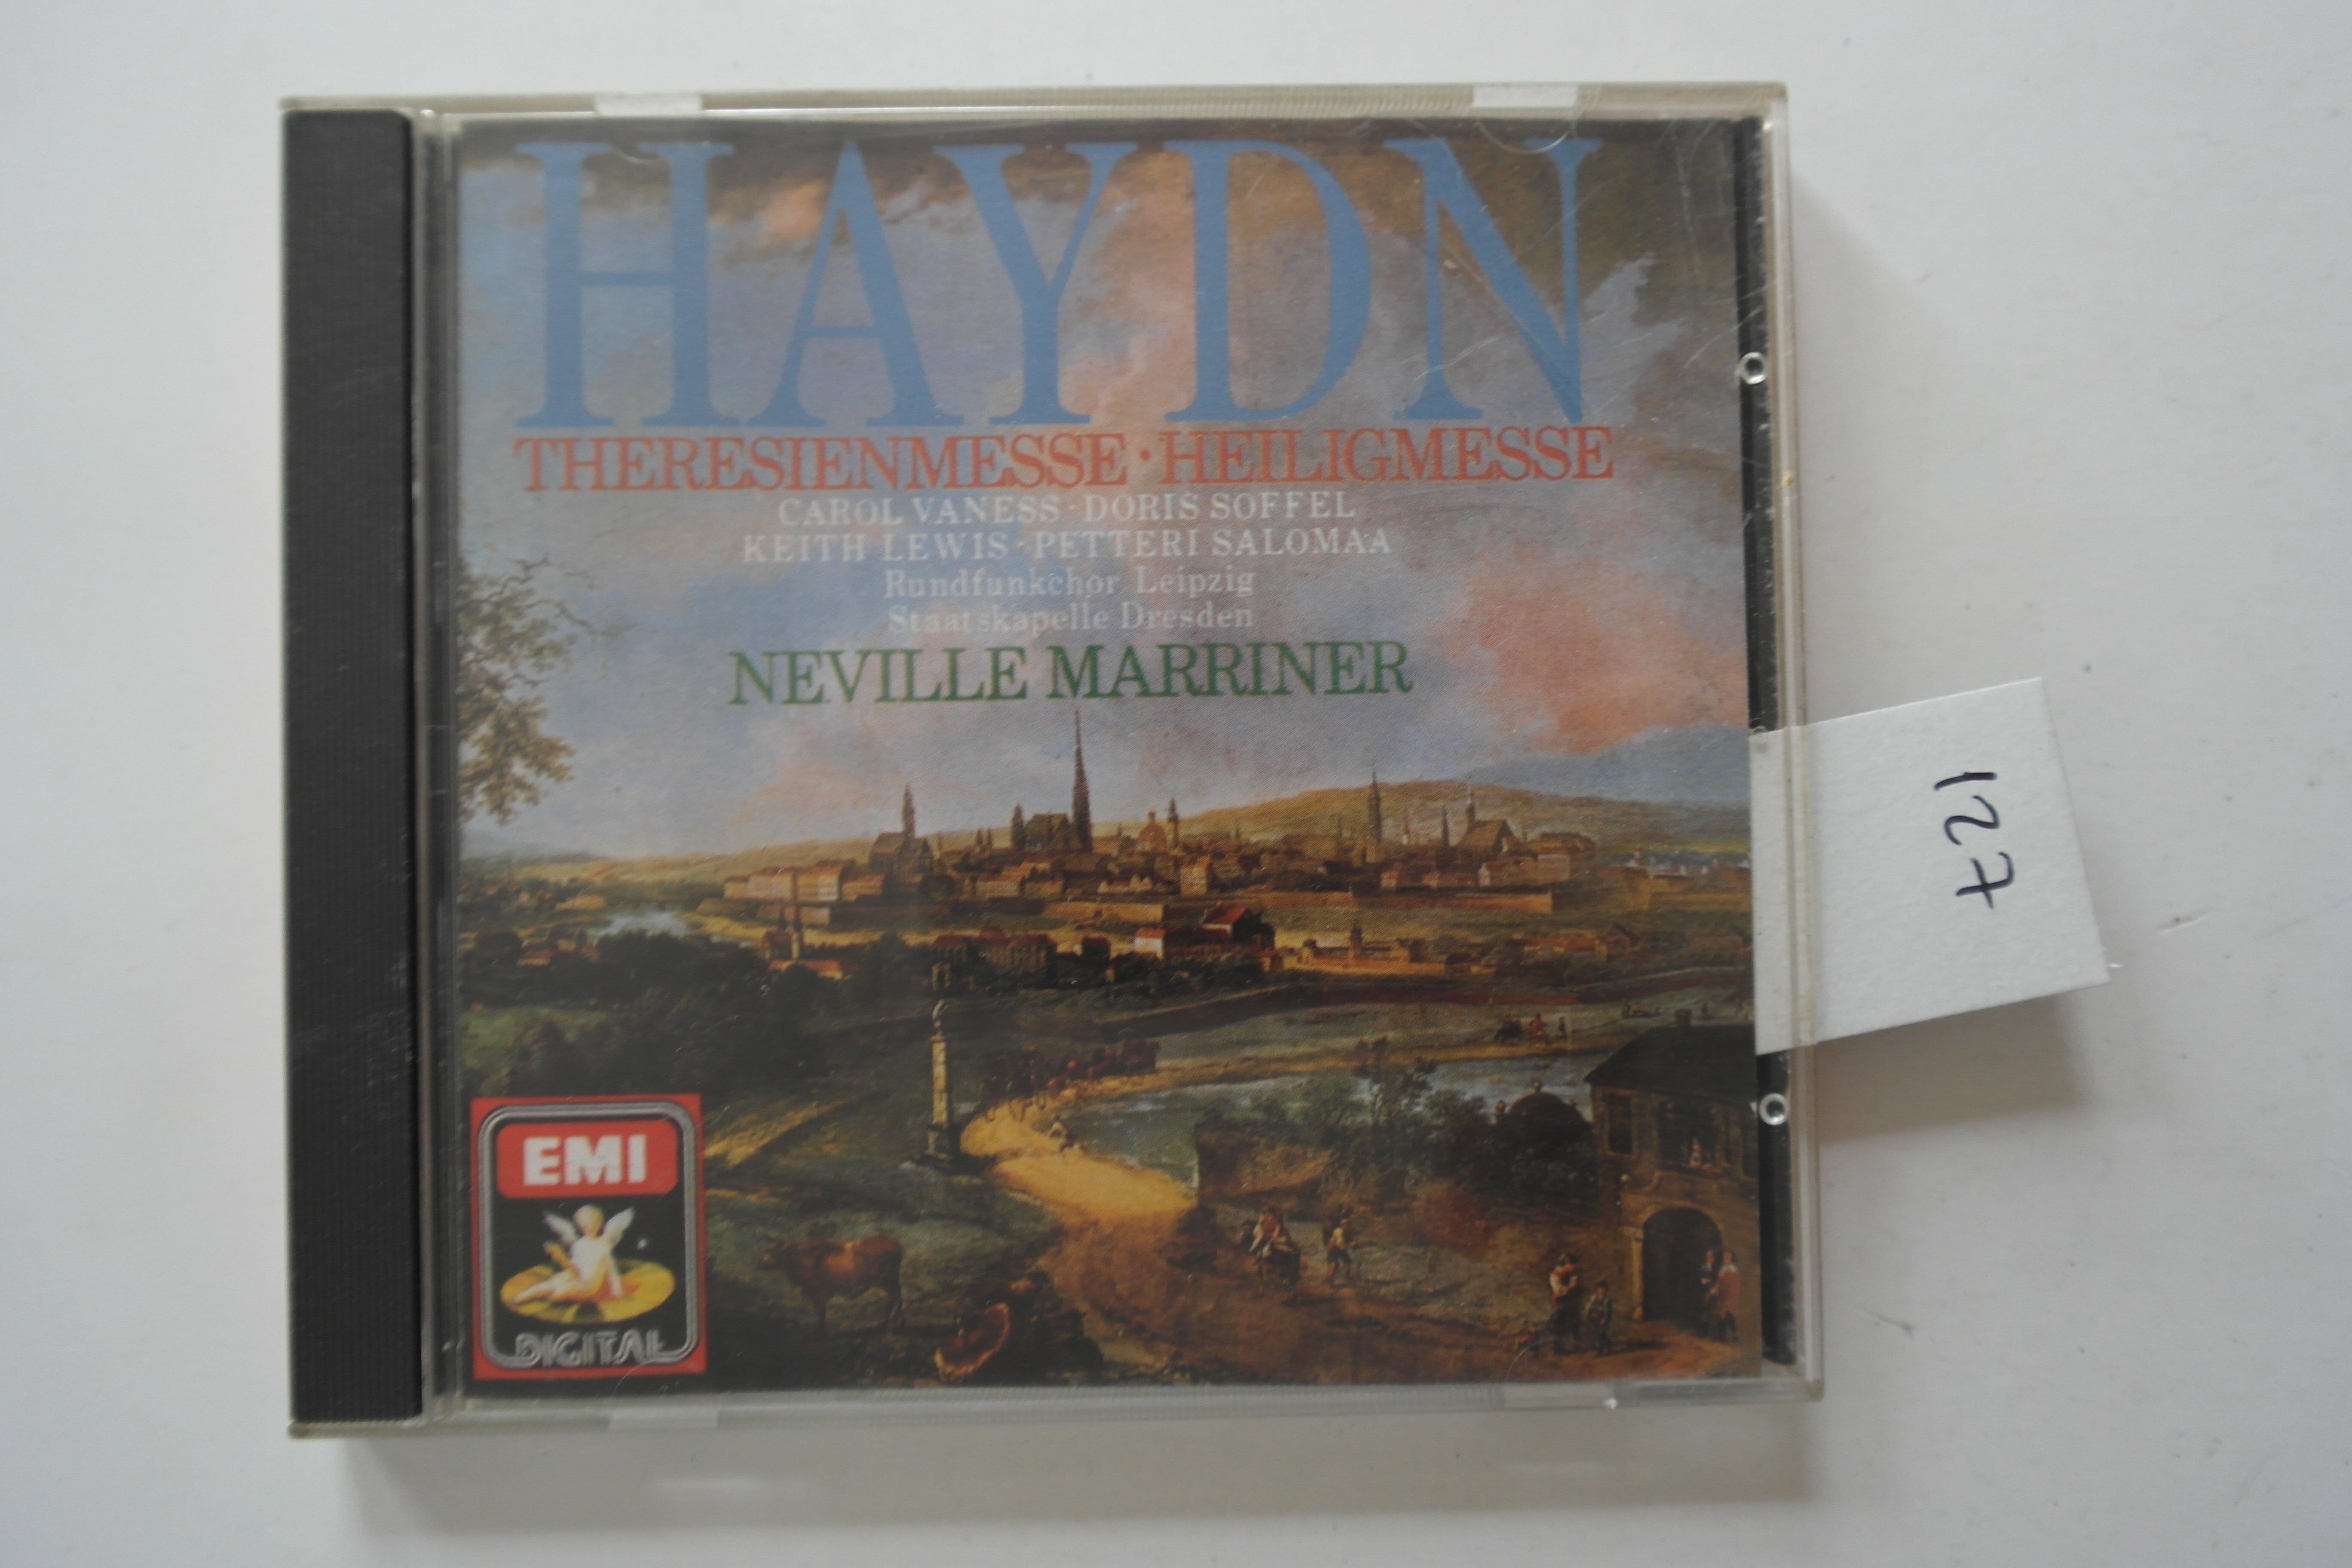 HAYDN
THERESIENMESSE · HEILIGMESSE
CAROL VANESS · DORIS SOFFEL
KEITH LEWIS · PETTERI SALOMAA
Rundfunkchor Leipzig
Staatskapelle Dresden
NEVILLE MARRINER
127
EMI
DIGITAL